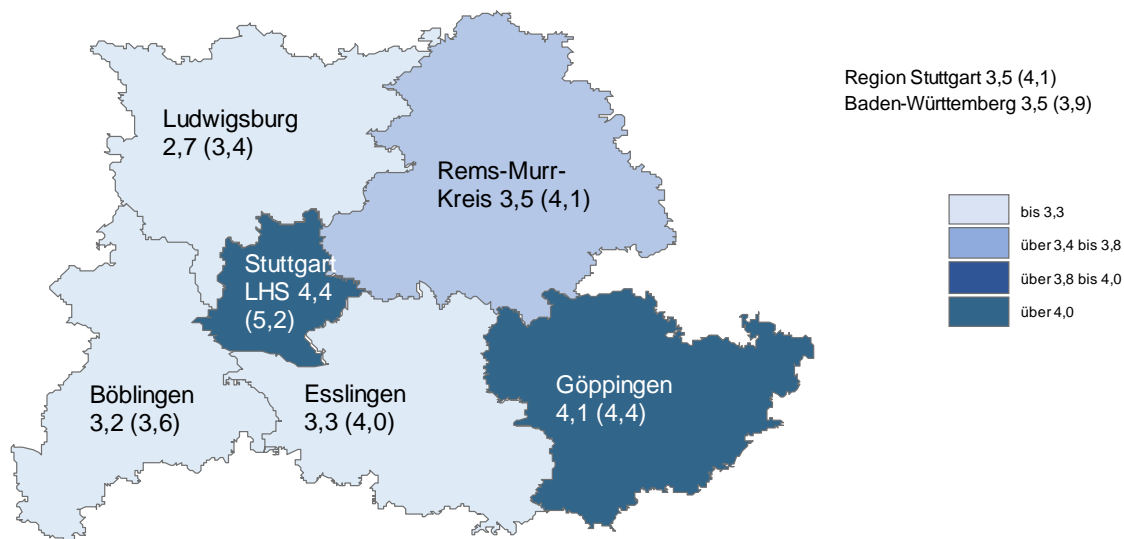 Region Stuttgart 3,5 (4,1)
Baden-Württemberg 3,5 (3,9)
Ludwigsburg
2,7 (3,4)
Rems-Murr-
Kreis 3,5 (4,1)
Stuttgart
LHS 4,4
(5,2)
Böblingen
3,2 (3,6)
Esslingen
3,3 (4,0)
Göppingen
4,1 (4,4)
bis 3,3
über 3,4 bis 3,8
über 3,8 bis 4,0
über 4,0